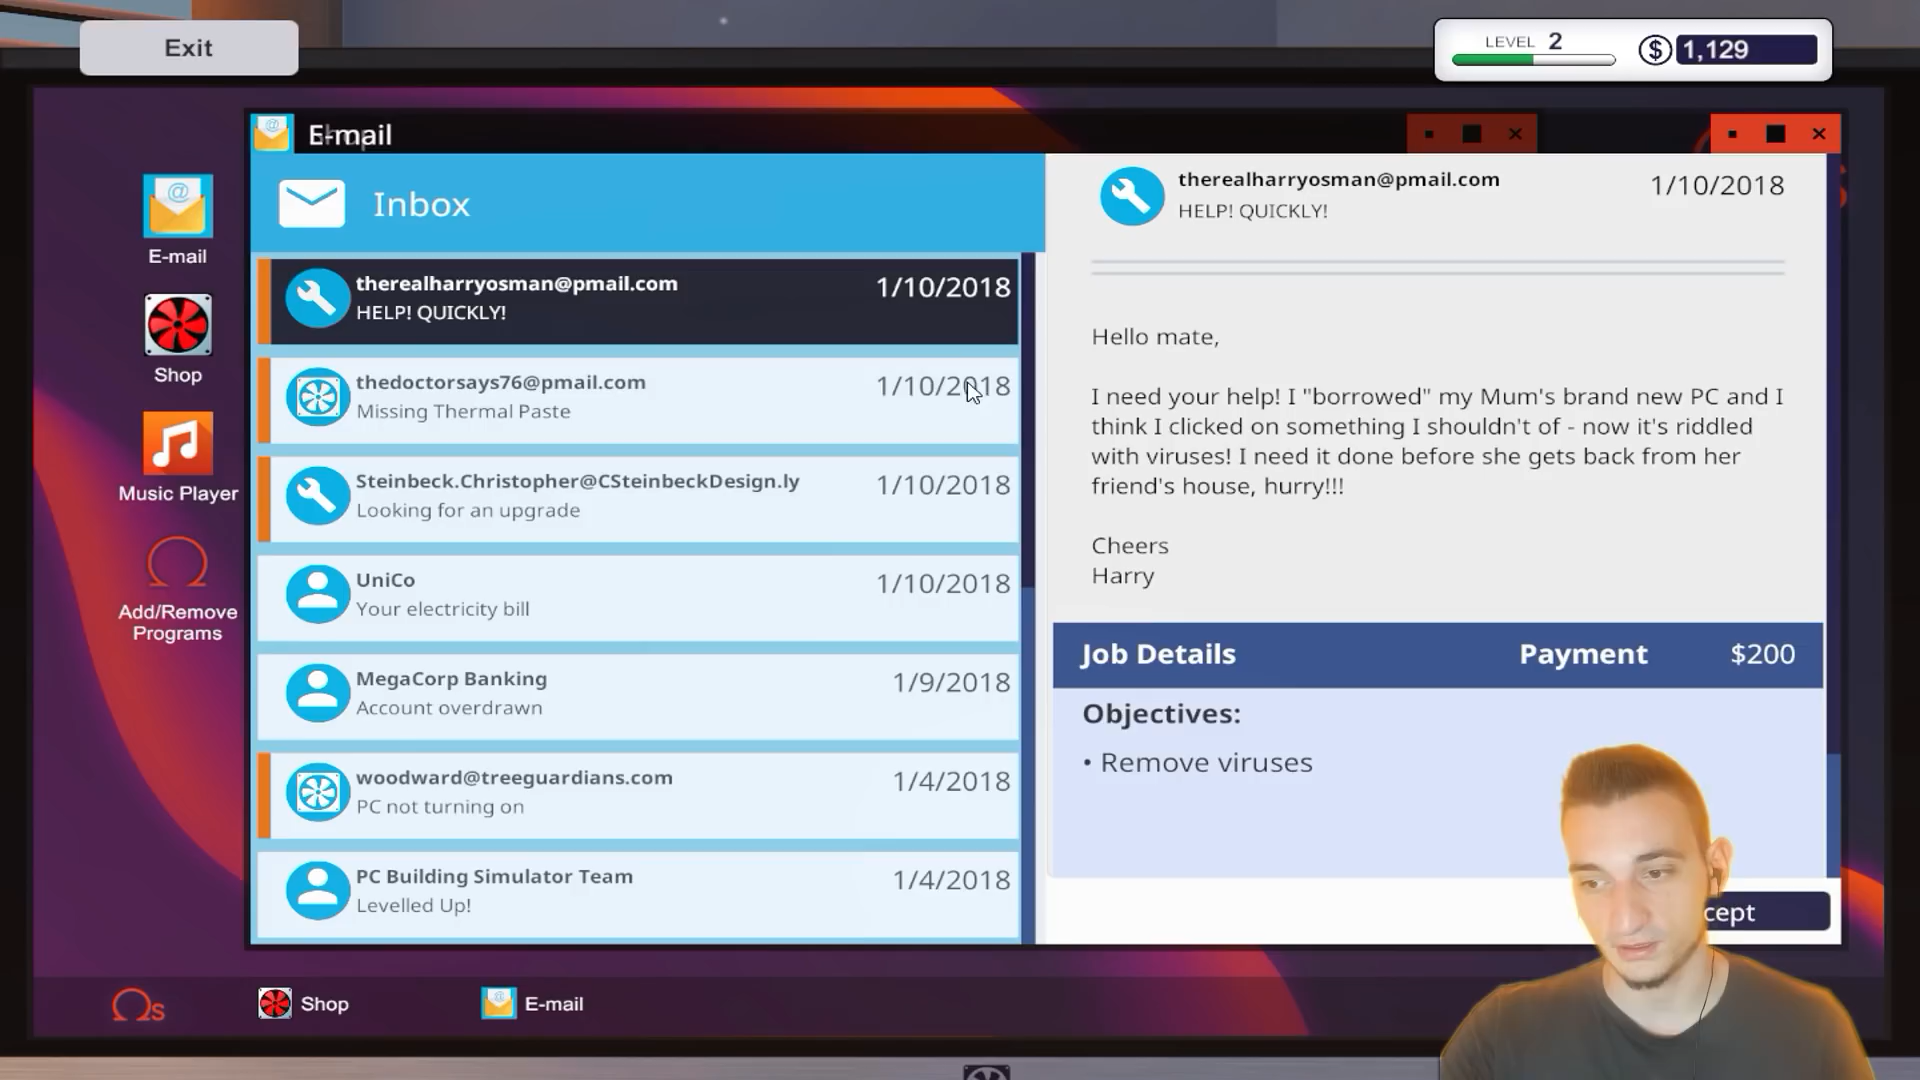 Exit
LEVEL 2
$ 1,129
E-mail
E-mail
Shop
Music Player
Add/Remove
Programs
Inbox
therealharryosman@pmail.com
1/10/2018
HELP! QUICKLY!
thedoctorsays76@pmail.com
1/10/2018
Missing Thermal Paste
Steinbeck.Christopher@CSteinbeckDesign.ly
1/10/2018
Looking for an upgrade
UniCo
1/10/2018
Your electricity bill
MegaCorp Banking
1/9/2018
Account overdrawn
woodward@treeguardians.com
1/4/2018
PC not turning on
PC Building Simulator Team
1/4/2018
Levelled Up!
therealharryosman@pmail.com
1/10/2018
HELP! QUICKLY!
Hello mate,
I need your help! I "borrowed" my Mum's brand new PC and I
think I clicked on something I shouldn't of - now it's riddled
with viruses! I need it done before she gets back from her
friend's house, hurry!!!
Cheers
Harry
Job Details Payment $200
Objectives:
• Remove viruses
cept
Ωs
Shop
E-mail